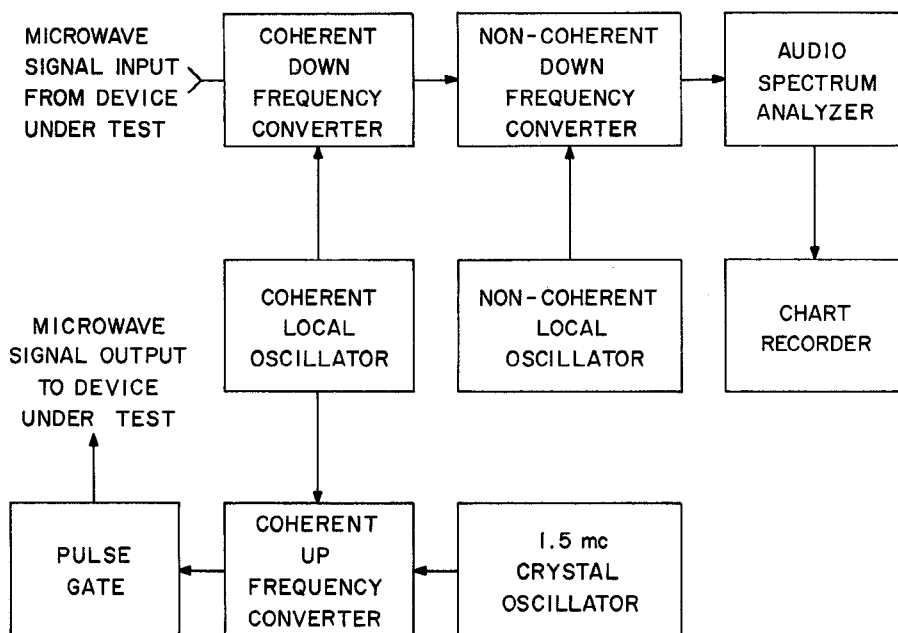 MICROWAVE
SIGNAL INPUT
FROM DEVICE
UNDER TEST
COHERENT
DOWN
FREQUENCY
CONVERTER
NON-COHERENT
DOWN
FREQUENCY
CONVERTER
AUDIO
SPECTRUM
ANALYZER
MICROWAVE
SIGNAL OUTPUT
TO DEVICE
UNDER TEST
COHERENT
LOCAL
OSCILLATOR
NON-COHERENT
LOCAL
OSCILLATOR
CHART
RECORDER
PULSE
GATE
COHERENT
UP
FREQUENCY
CONVERTER
1.5 mc
CRYSTAL
OSCILLATOR